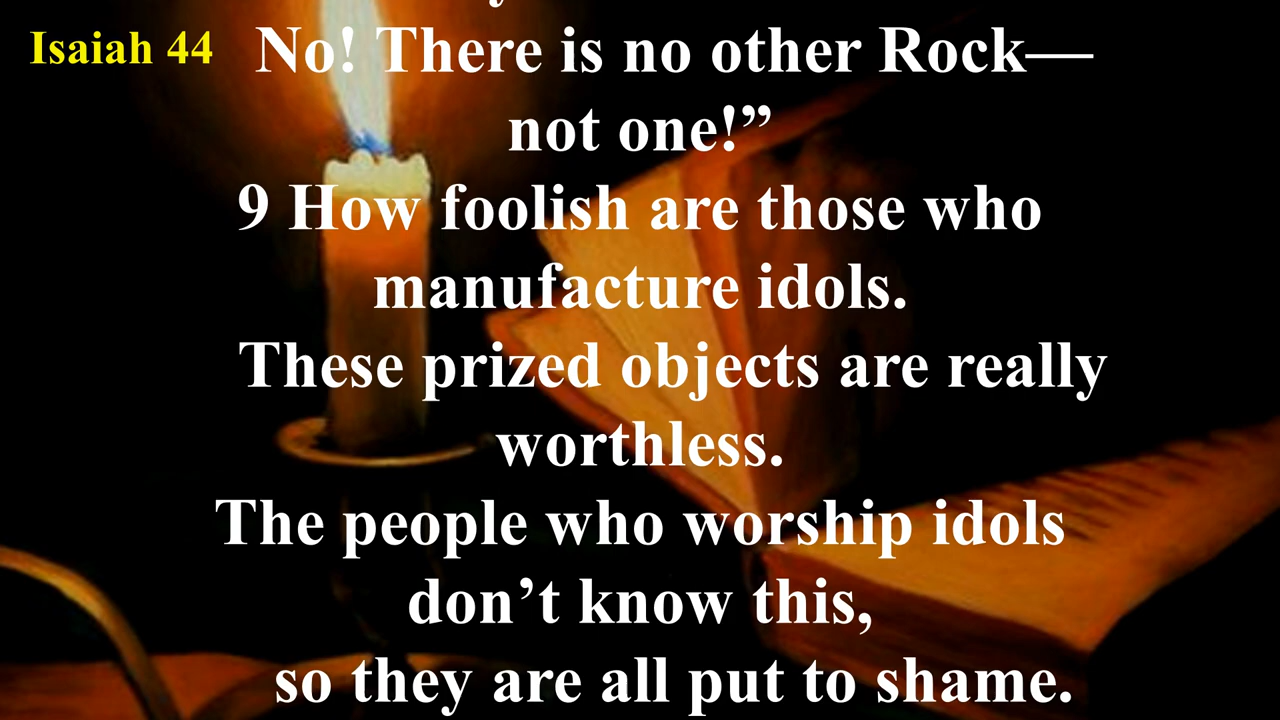 Isaiah 44
No! There is no other Rock—
not one!”
9 How foolish are those who
manufacture idols.
These prized objects are really
worthless.
The people who worship idols
don’t know this,
so they are all put to shame.